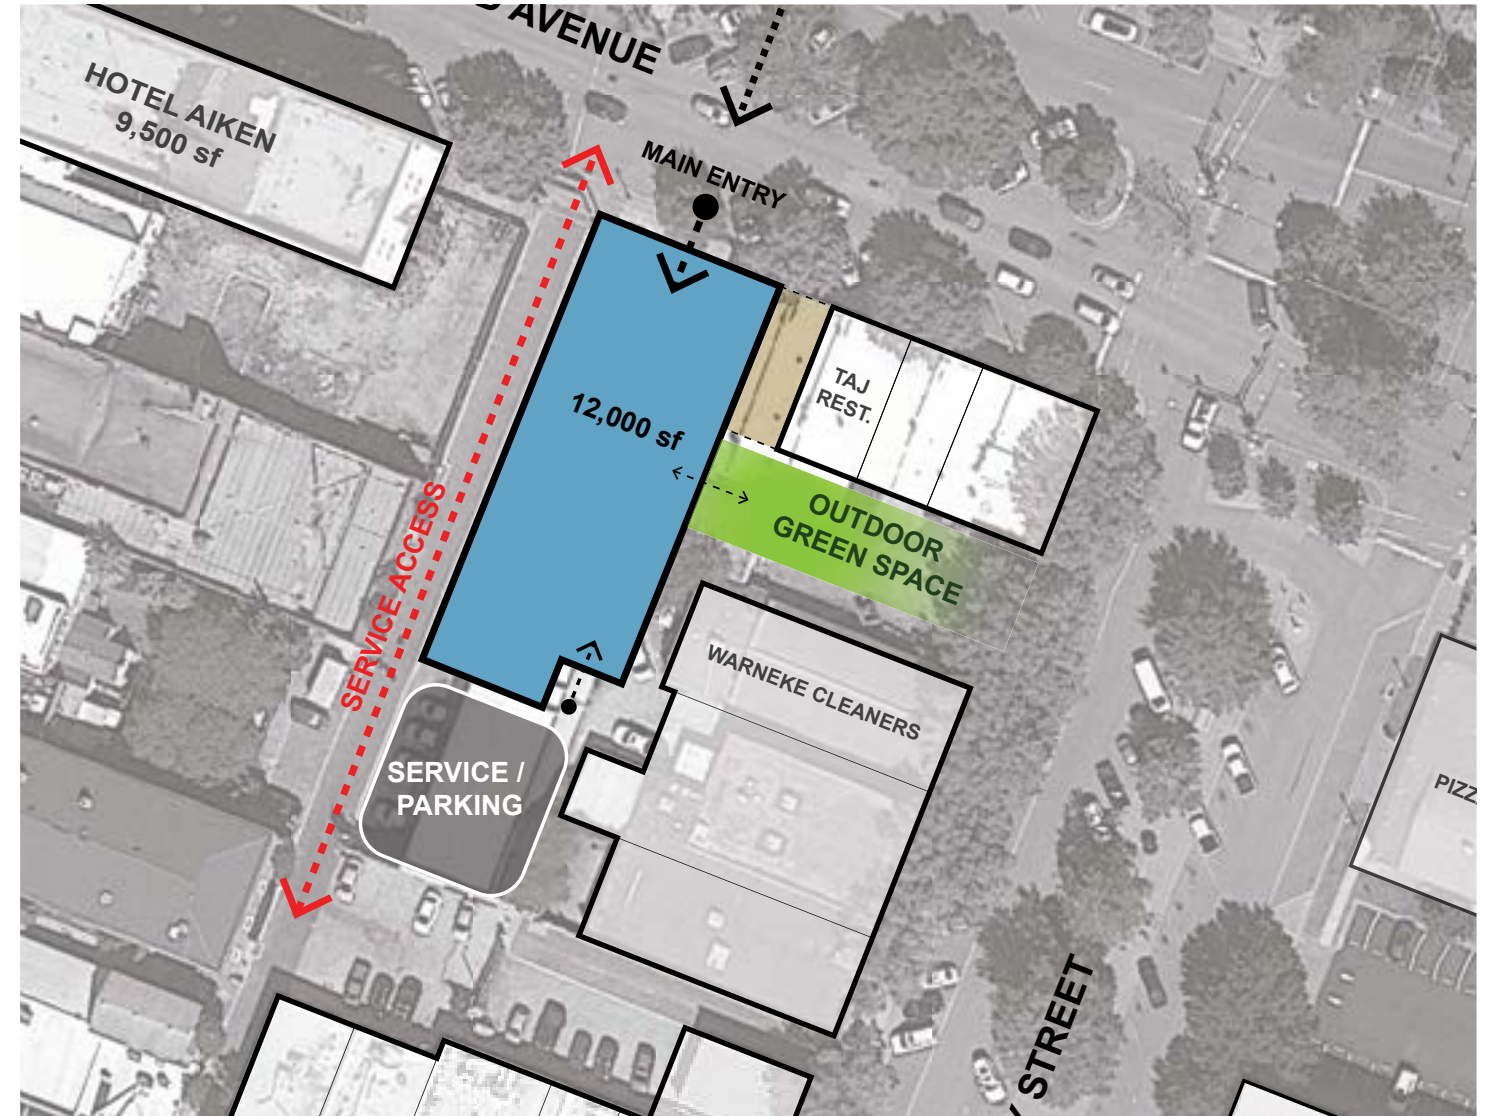 AVENUE
HOTEL AIKEN
9,500 sf
MAIN ENTRY
TAJ
REST.
12,000 sf
OUTDOOR
GREEN SPACE
SERVICE ACCESS
WARNEKE CLEANERS
SERVICE /
PARKING
PIZZ
STREET